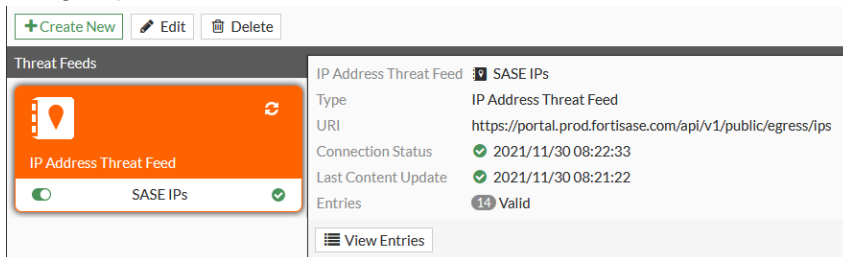 +Create New Edit Delete
Threat Feeds
IP Address Threat Feed
SASE IPs
IP Address Threat Feed SASE IPs
Type IP Address Threat Feed
URI https://portal.prod.fortisase.com/api/v1/public/egress/ips
Connection Status 2021/11/30 08:22:33
Last Content Update 2021/11/30 08:21:22
Entries 14 Valid
View Entries